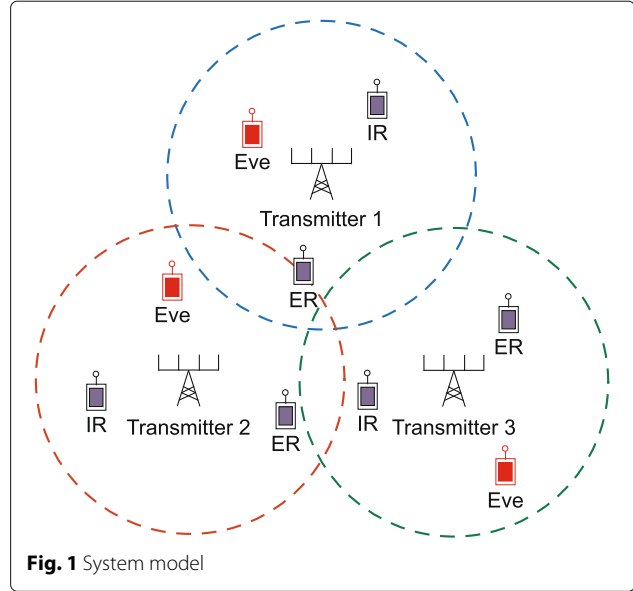 IR
Eve
Transmitter 1
ER
Eve
ER
IR
Transmitter 2
ER
IR
Transmitter 3
Eve
Fig. 1 System model